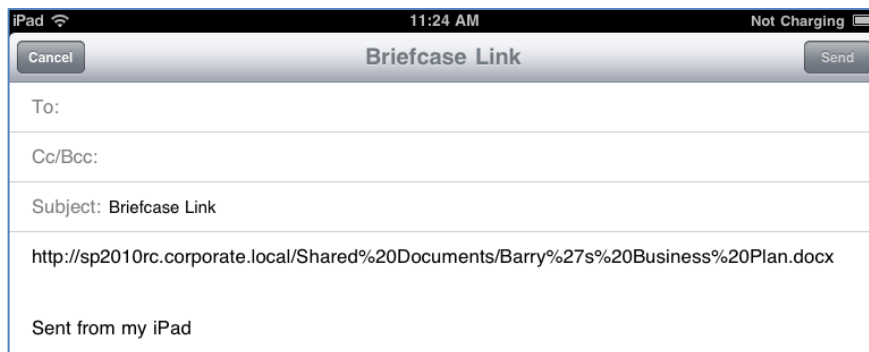 iPad 11:24 AM Not Charging
Cancel Briefcase Link Send
To:
Cc/Bcc:
Subject: Briefcase Link
http://sp2010rc.corporate.local/Shared%20Documents/Barry%27s%20Business%20Plan.docx
Sent from my iPad